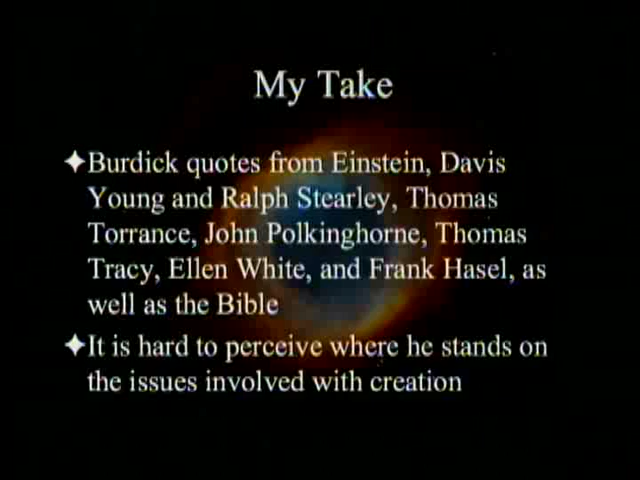 My Take
✦Burdick quotes from Einstein, Davis
Young and Ralph Stearley, Thomas
Torrance, John Polkinghorne, Thomas
Tracy, Ellen White, and Frank Hasel, as
well as the Bible
✦It is hard to perceive where he stands on
the issues involved with creation